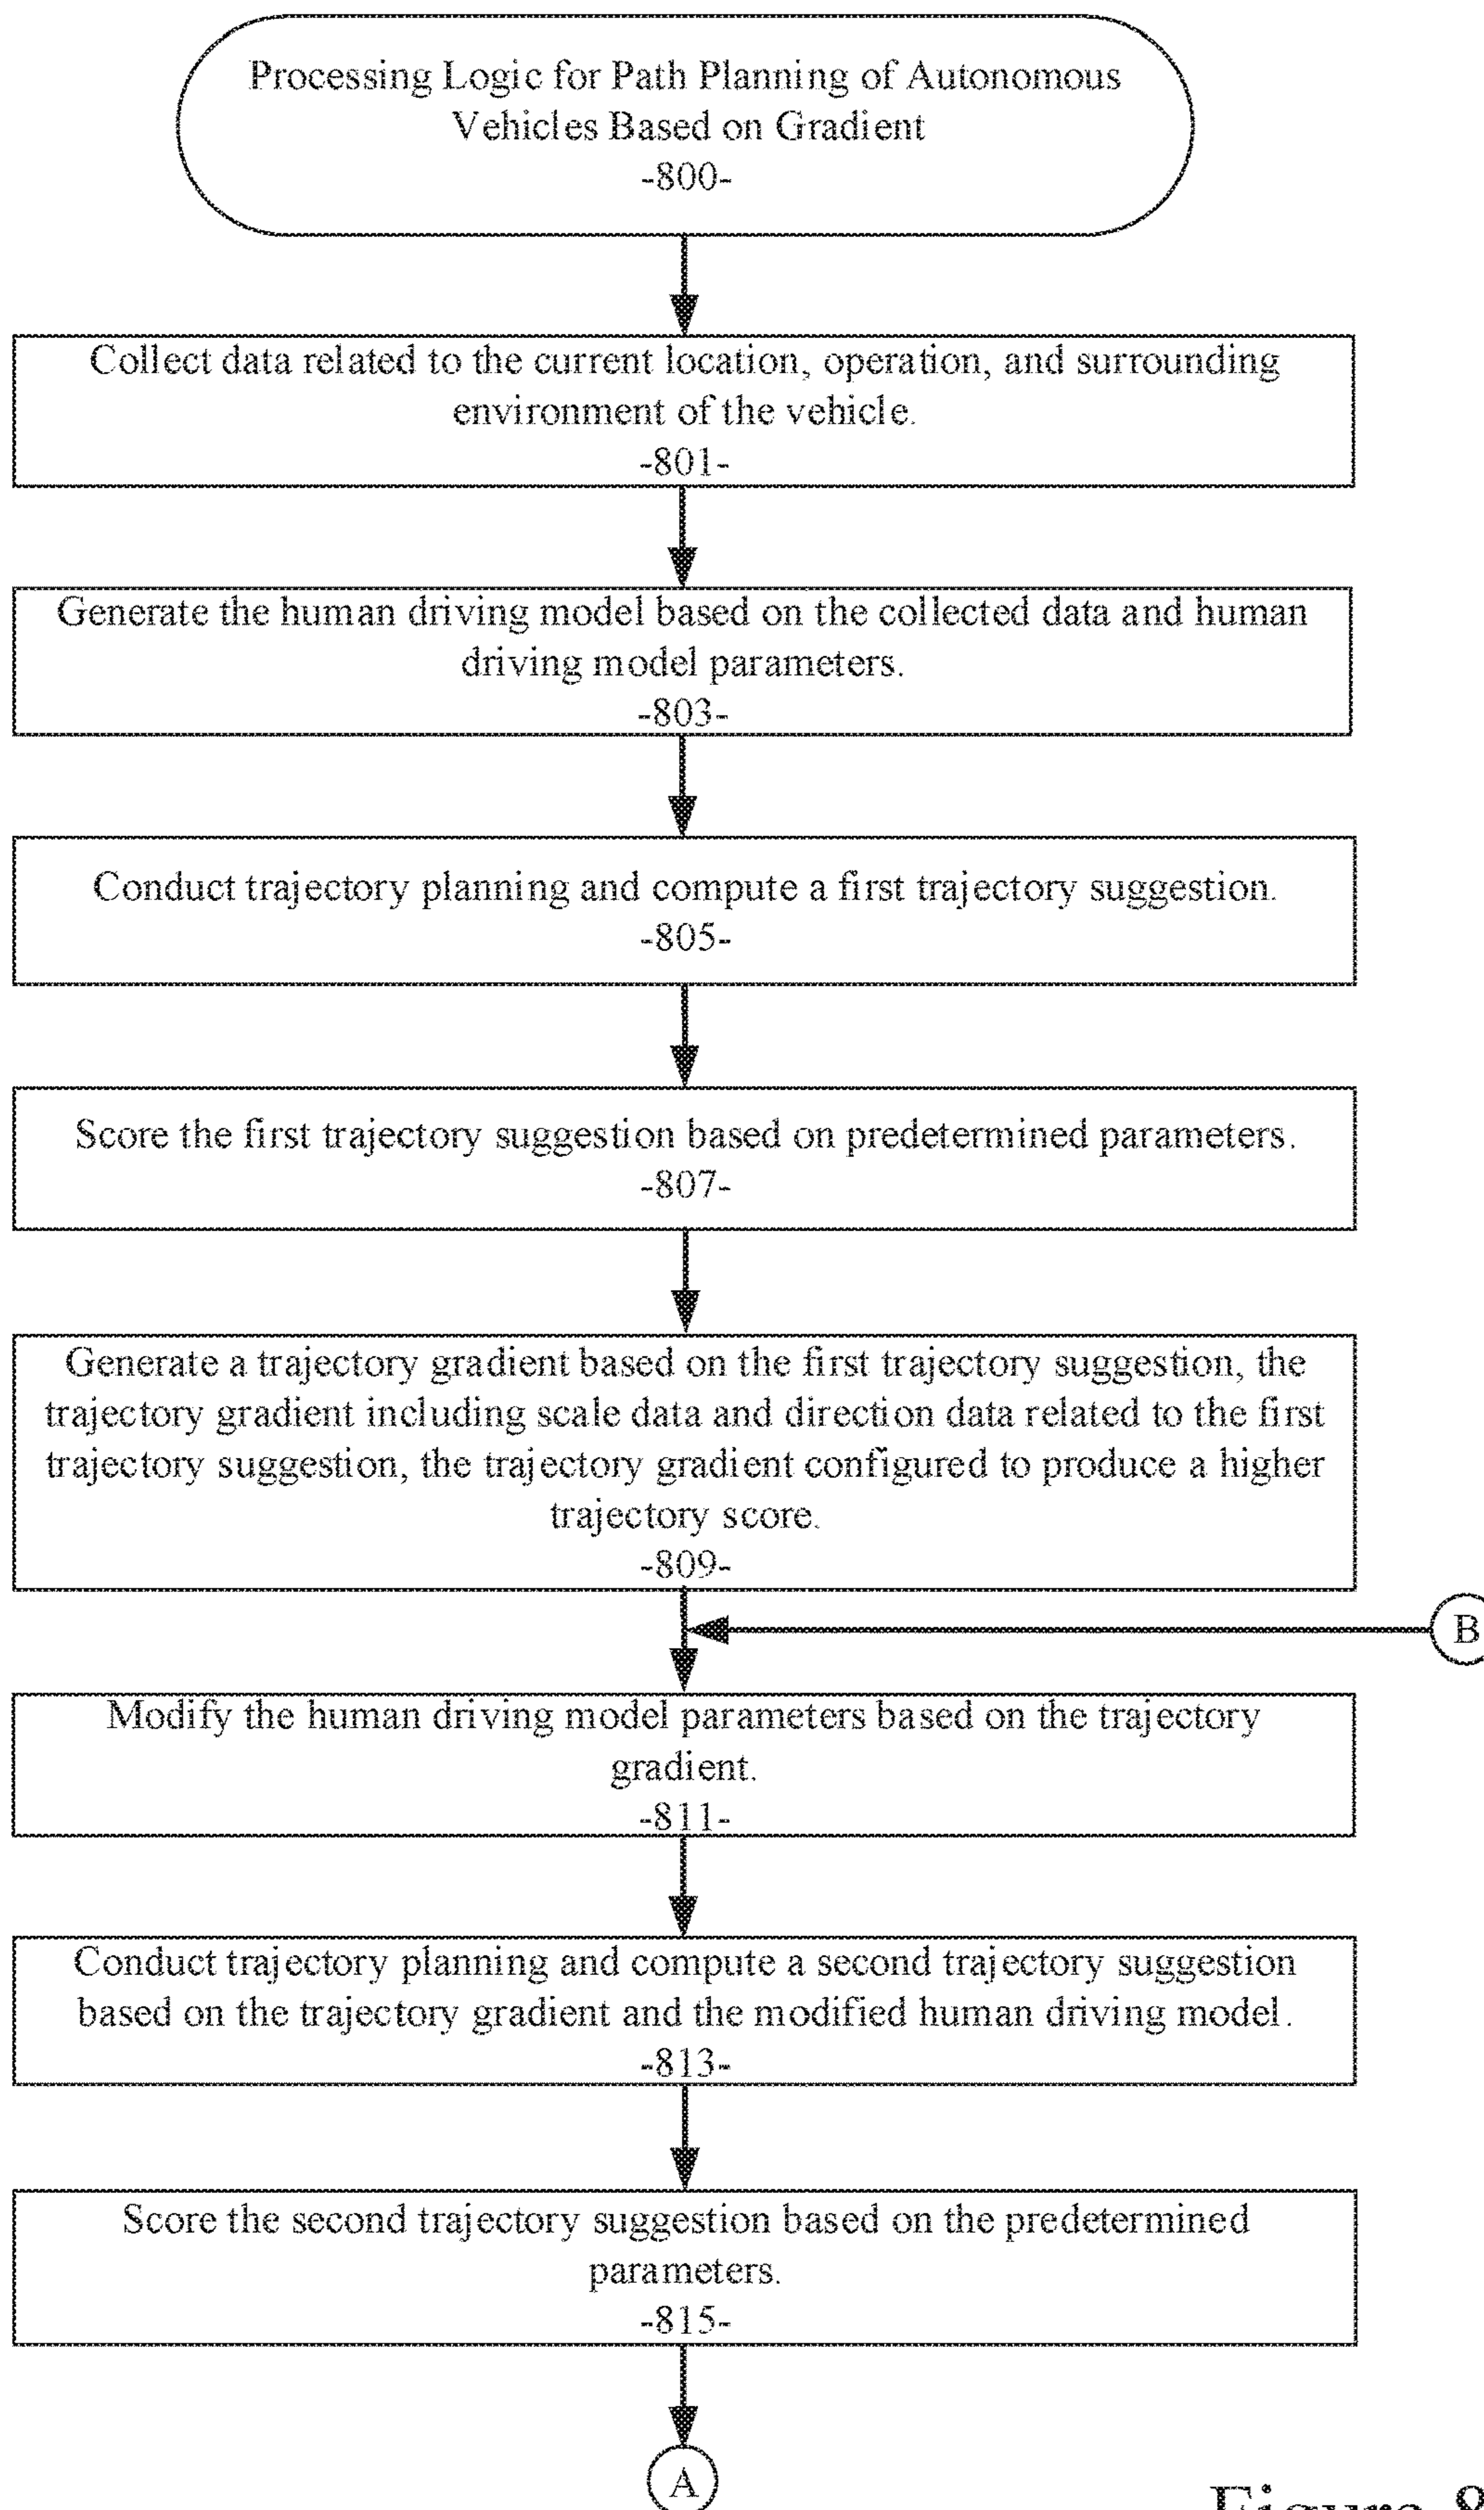 Processing Logic for Path Planning of Autonomous
Vehicles Based on Gradient
-800-
Collect data related to the current location, operation, and surrounding
environment of the vehicle.
-801-
Generate the human driving model based on the collected data and human
driving model parameters.
-803-
Conduct trajectory planning and compute a first trajectory suggestion.
-805-
Score the first trajectory suggestion based on predetermined parameters.
-807-
Generate a trajectory gradient based on the first trajectory suggestion, the
trajectory gradient including scale data and direction data related to the first
trajectory suggestion, the trajectory gradient configured to produce a higher
trajectory score.
-809-
B
Modify the human driving model parameters based on the trajectory
gradient.
-811-
Conduct trajectory planning and compute a second trajectory suggestion
based on the trajectory gradient and the modified human driving model.
-813-
Score the second trajectory suggestion based on the predetermined
parameters.
-815-
A
Figure 8